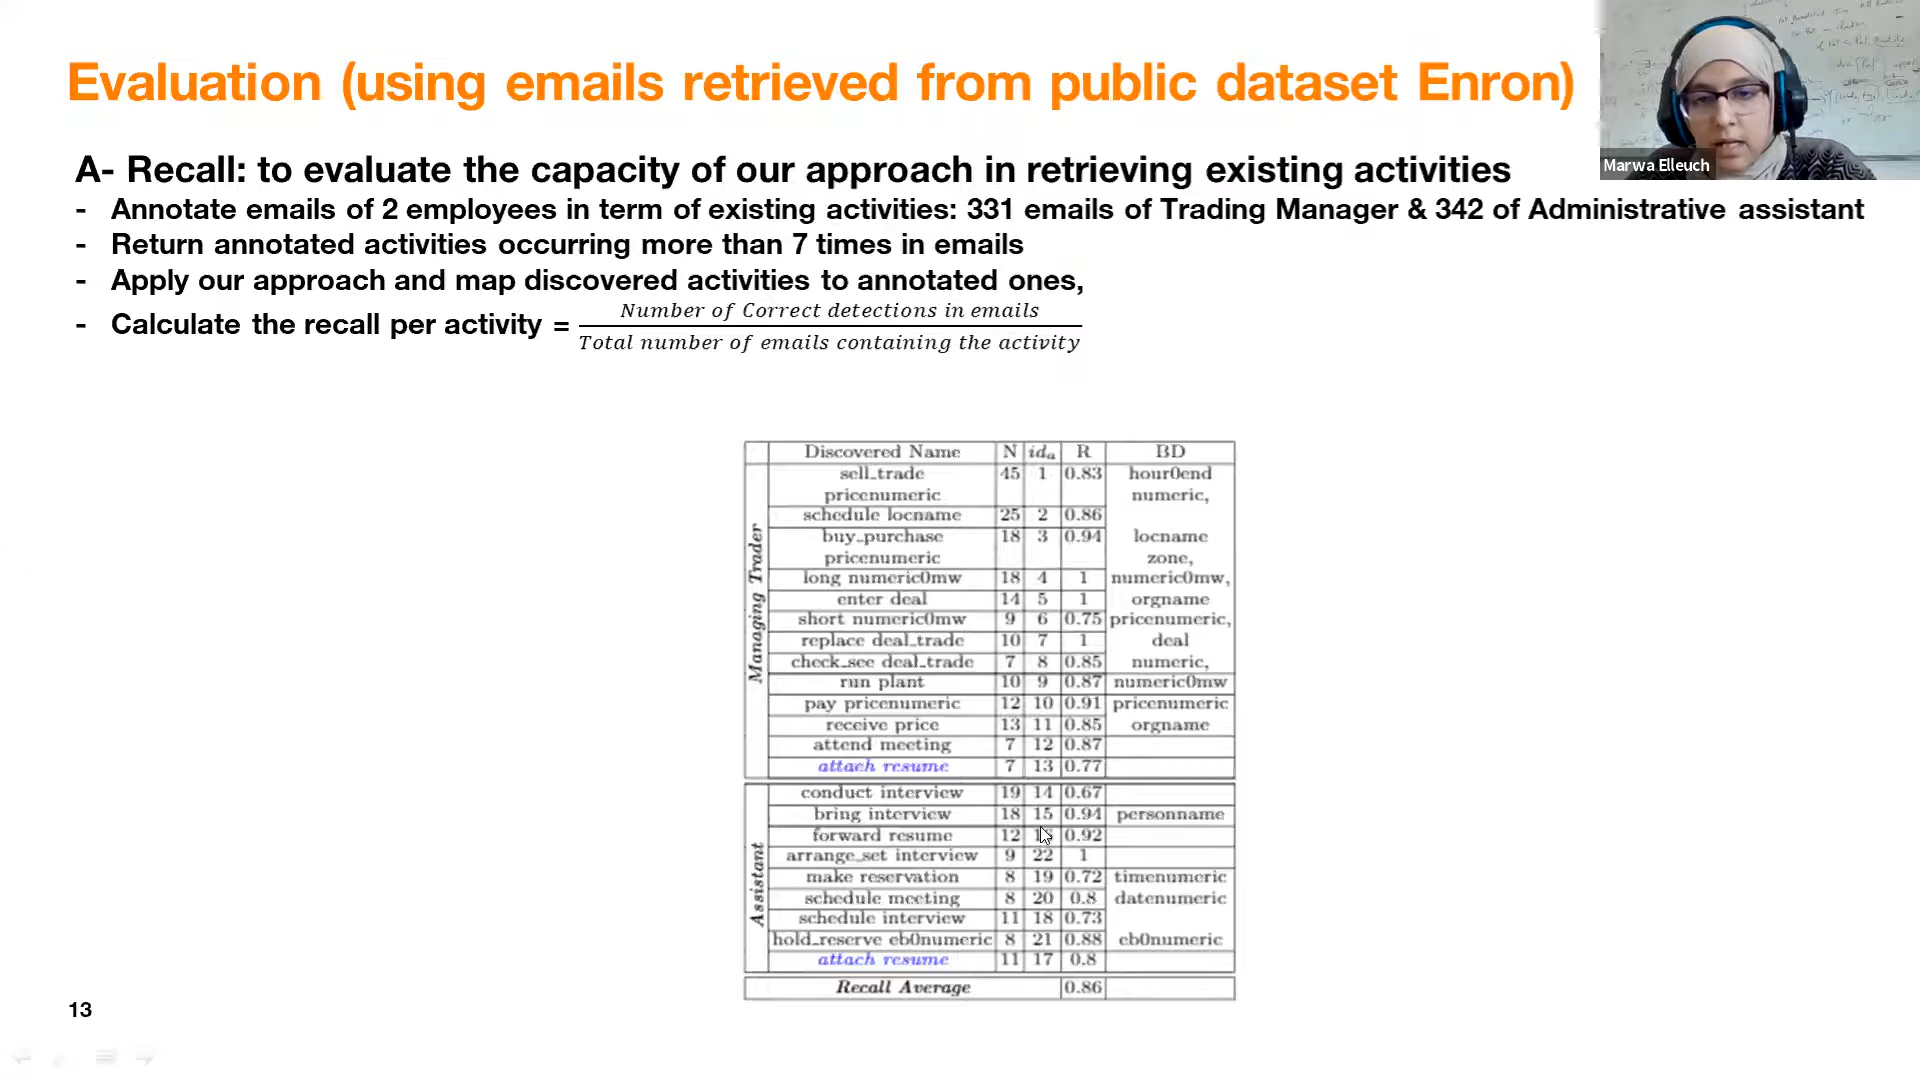 Evaluation (using emails retrieved from public dataset Enron)
Marwa Elleuch
A- Recall: to evaluate the capacity of our approach in retrieving existing activities
- Annotate emails of 2 employees in term of existing activities: 331 emails of Trading Manager & 342 of Administrative assistant
- Return annotated activities occurring more than 7 times in emails
- Apply our approach and map discovered activities to annotated ones,
- Calculate the recall per activity = Number of Correct detections in emails
Total number of emails containing the activity
Discovered Name N id_a R BD
Managing Trader
sell_trade 45 1 0.83 hour0end
pricenumeric numeric,
schedule locname 25 2 0.86
buy_purchase 18 3 0.94 locname
pricenumeric zone,
long numeric0mw 18 4 1 numeric0mw,
enter deal 14 5 1 orgname
short numeric0mw 9 6 0.75 pricenumeric,
replace deal_trade 10 7 1 deal
check_see deal_trade 7 8 0.85 numeric,
run plant 10 9 0.87 numeric0mw
pay pricenumeric 12 10 0.91 pricenumeric
receive price 13 11 0.85 orgname
attend meeting 7 12 0.87
attach resume 7 13 0.77
Assistant
conduct interview 19 14 0.67
bring interview 18 15 0.94 personname
forward resume 12 0.92
arrange_set interview 9 22 1
make reservation 8 19 0.72 timenumeric
schedule meeting 8 20 0.8 datenumeric
schedule interview 11 18 0.73
hold_reserve eb0numeric 8 21 0.88 eb0numeric
attach resume 11 17 0.8
Recall Average 0.86
13